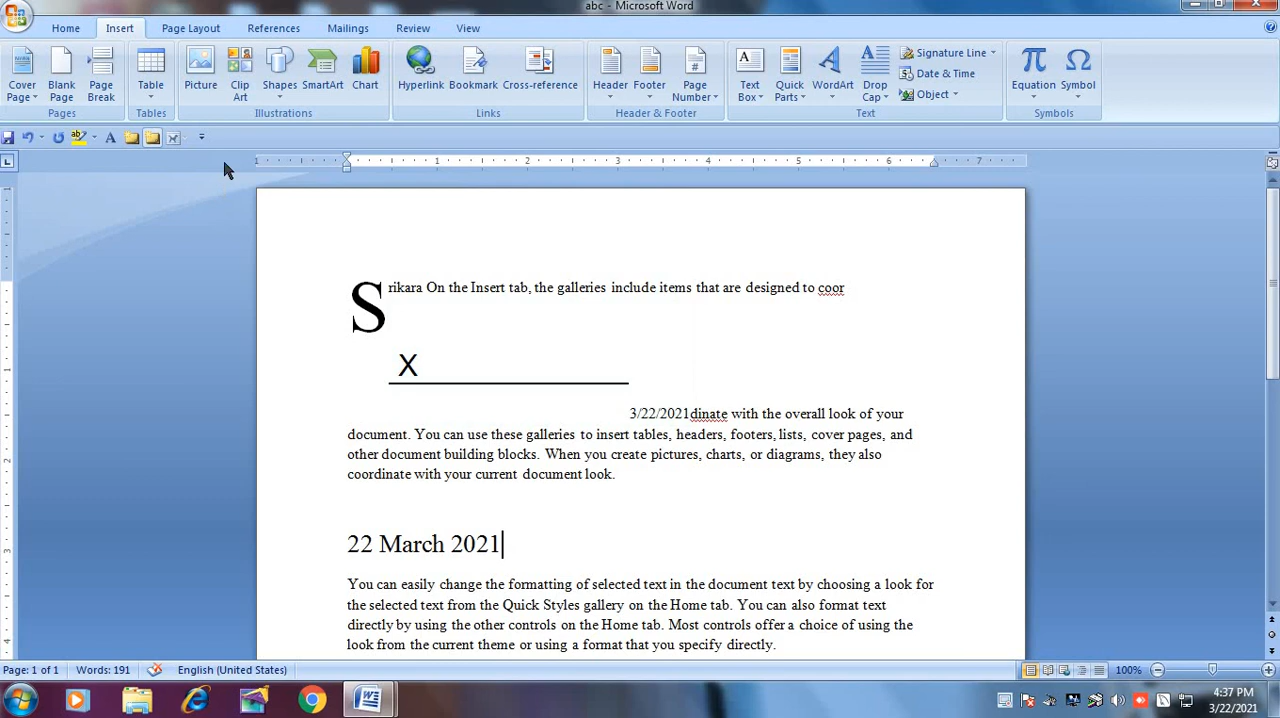 abc - Microsoft Word
Home Insert Page Layout References Mailings Review View
Cover Page Blank Page Page Break Table Picture Clip Art Shapes SmartArt Chart Hyperlink Bookmark Cross-reference Header Footer Page Number Text Box Quick Parts WordArt Drop Cap Signature Line Date & Time Object Equation Symbol
Pages Tables Illustrations Links Header & Footer Text Symbols
1 1 2 3 4 5 6 7
Srikara On the Insert tab, the galleries include items that are designed to coor
X
3/22/2021dinate with the overall look of your
document. You can use these galleries to insert tables, headers, footers, lists, cover pages, and
other document building blocks. When you create pictures, charts, or diagrams, they also
coordinate with your current document look.
22 March 2021
You can easily change the formatting of selected text in the document text by choosing a look for
the selected text from the Quick Styles gallery on the Home tab. You can also format text
directly by using the other controls on the Home tab. Most controls offer a choice of using the
look from the current theme or using a format that you specify directly.
Page: 1 of 1 Words: 191 English (United States) 100%
4:37 PM
3/22/2021